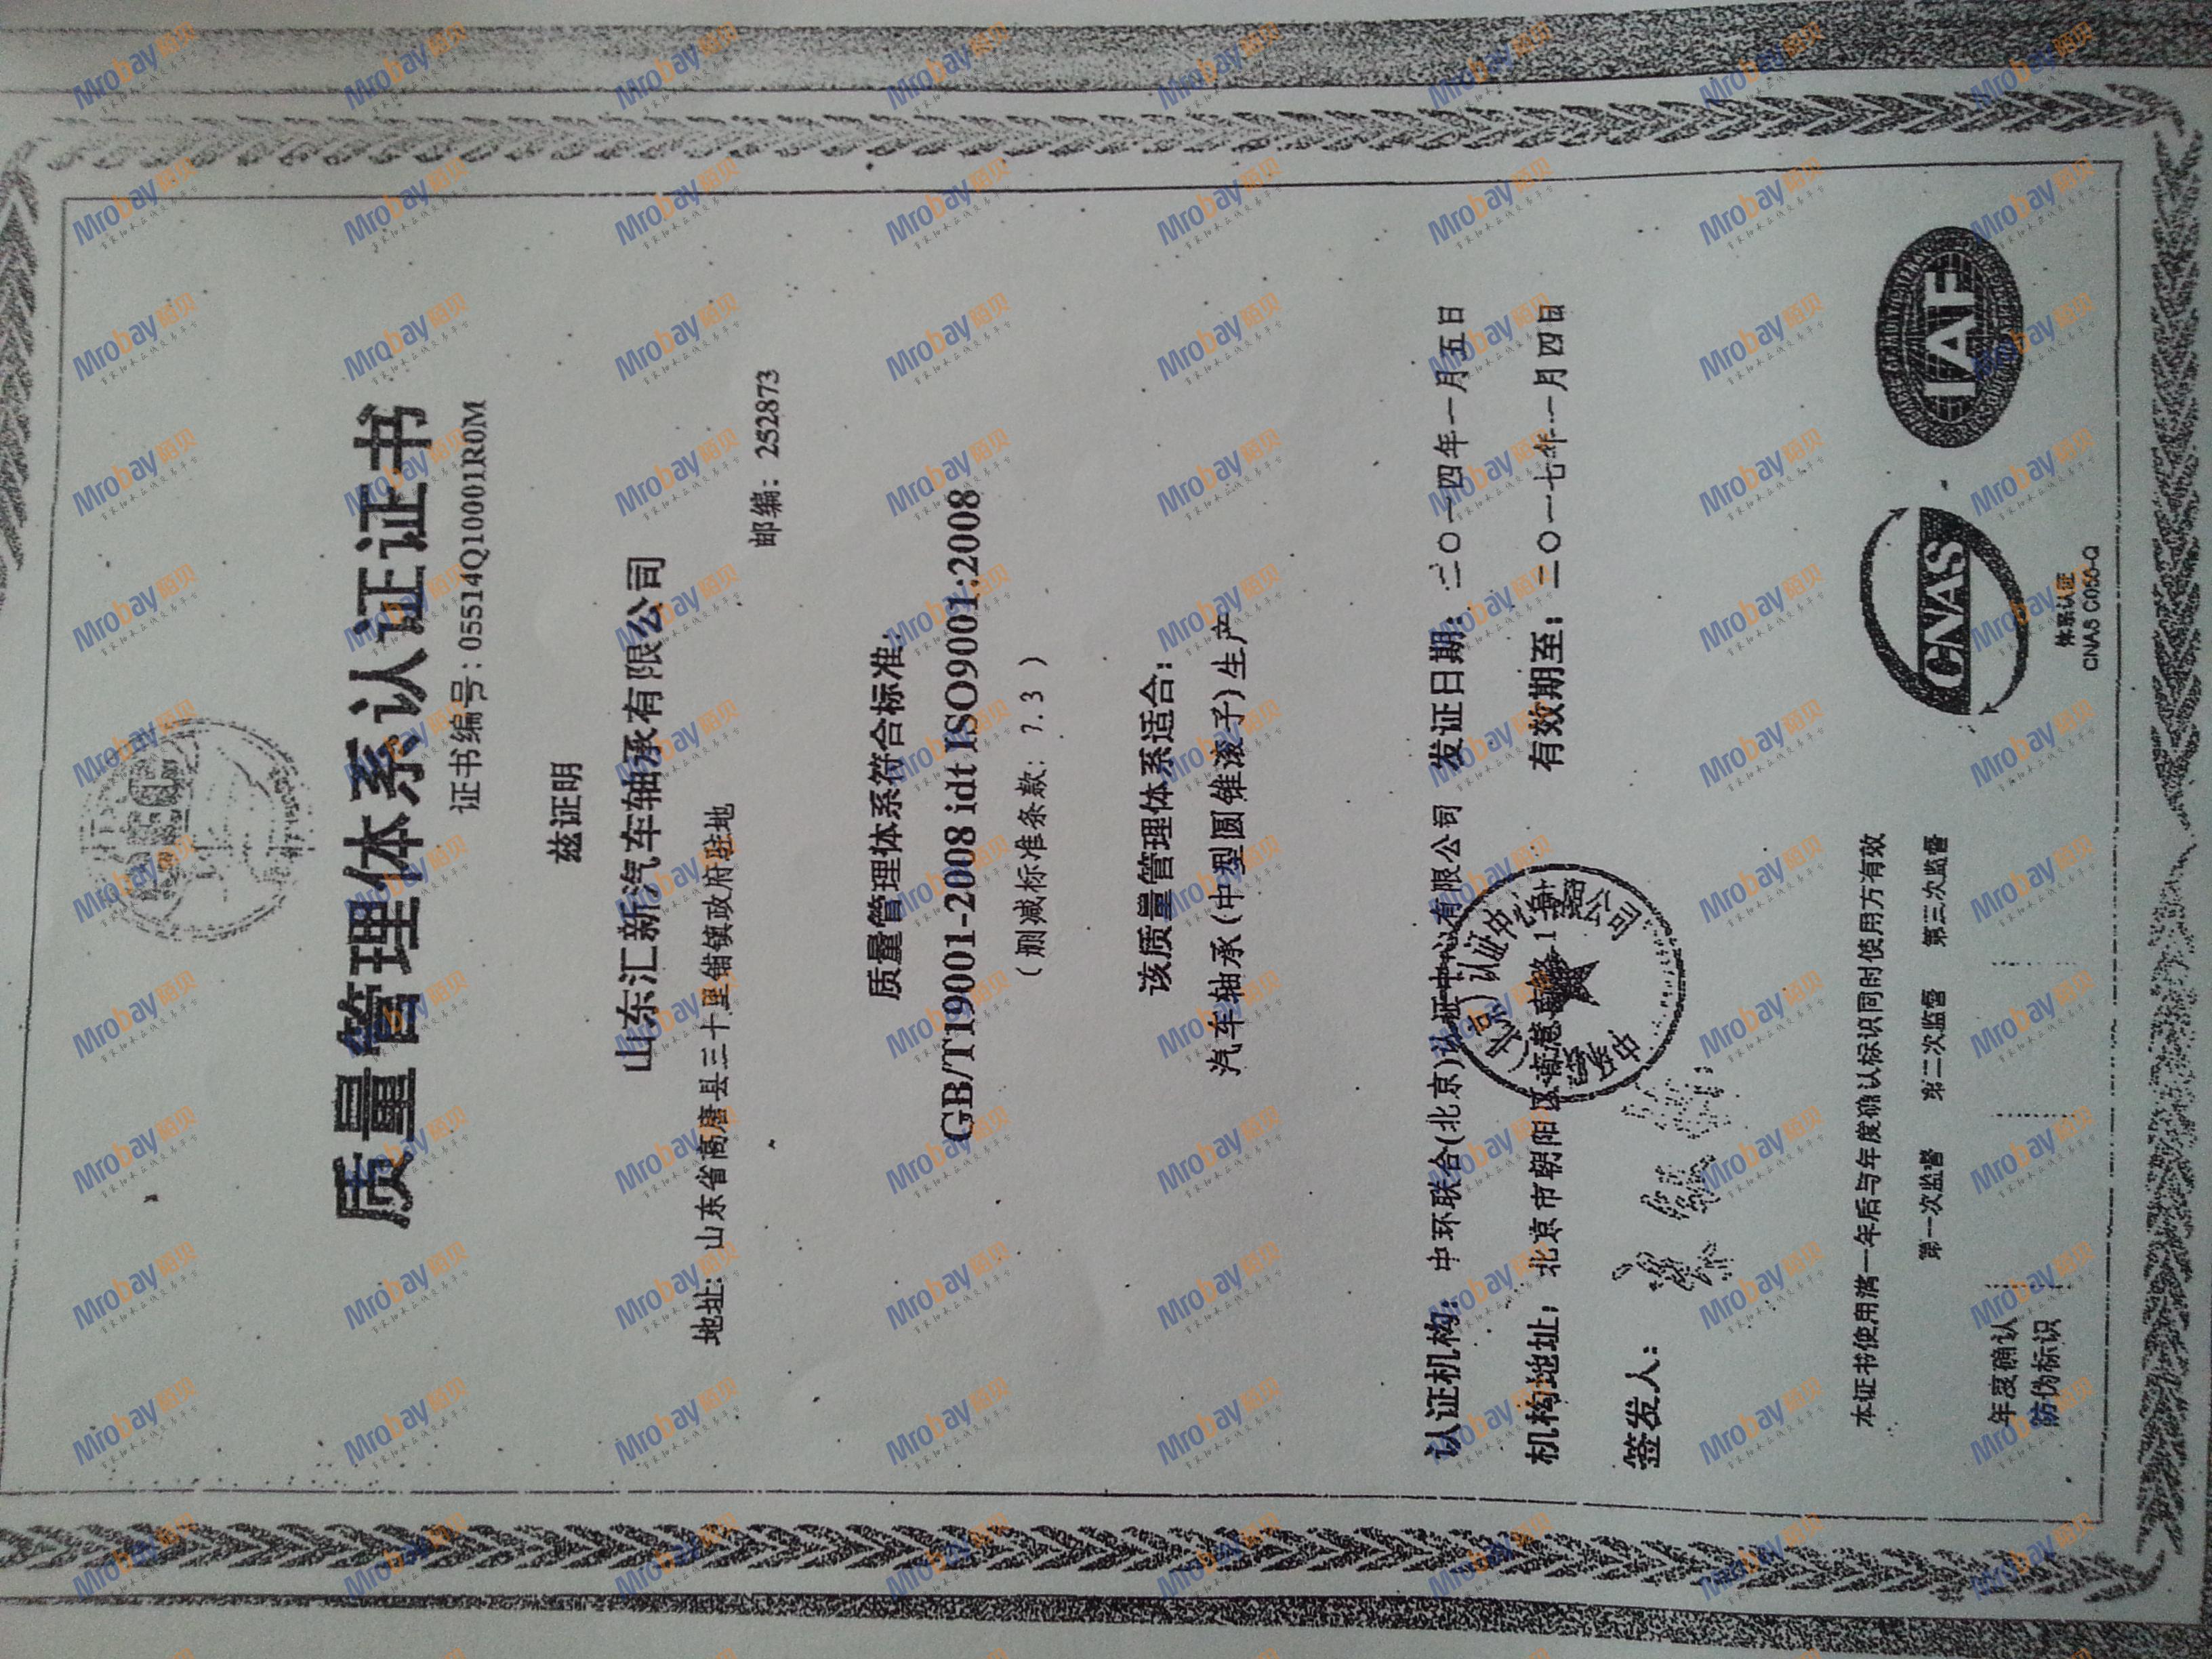 质量管理体系认证证书
证书编号：05514Q10001R0M
兹证明
山东汇新汽车轴承有限公司
地址：山东省高唐县三十里铺镇政府驻地
邮编：252873
质量管理体系符合标准：
GB/T19001-2008 idt ISO9001:2008
（删减标准条款：7.3）
该质量管理体系适合：
汽车轴承(中型圆锥滚子)生产
认证机构：中环联合(北京)认证中心有限公司 发证日期：二〇一四年一月五日
机构地址：北京市朝阳区 有效期至：二〇一七年一月四日
签发人：
本证书使用满一年后与年度确认标识同时使用方有效
第一次监督 第二次监督 第三次监督
年度确认
防伪标识
CNAS
体系认证
CNAS C056-Q
IAF
Mrobay 陌贝